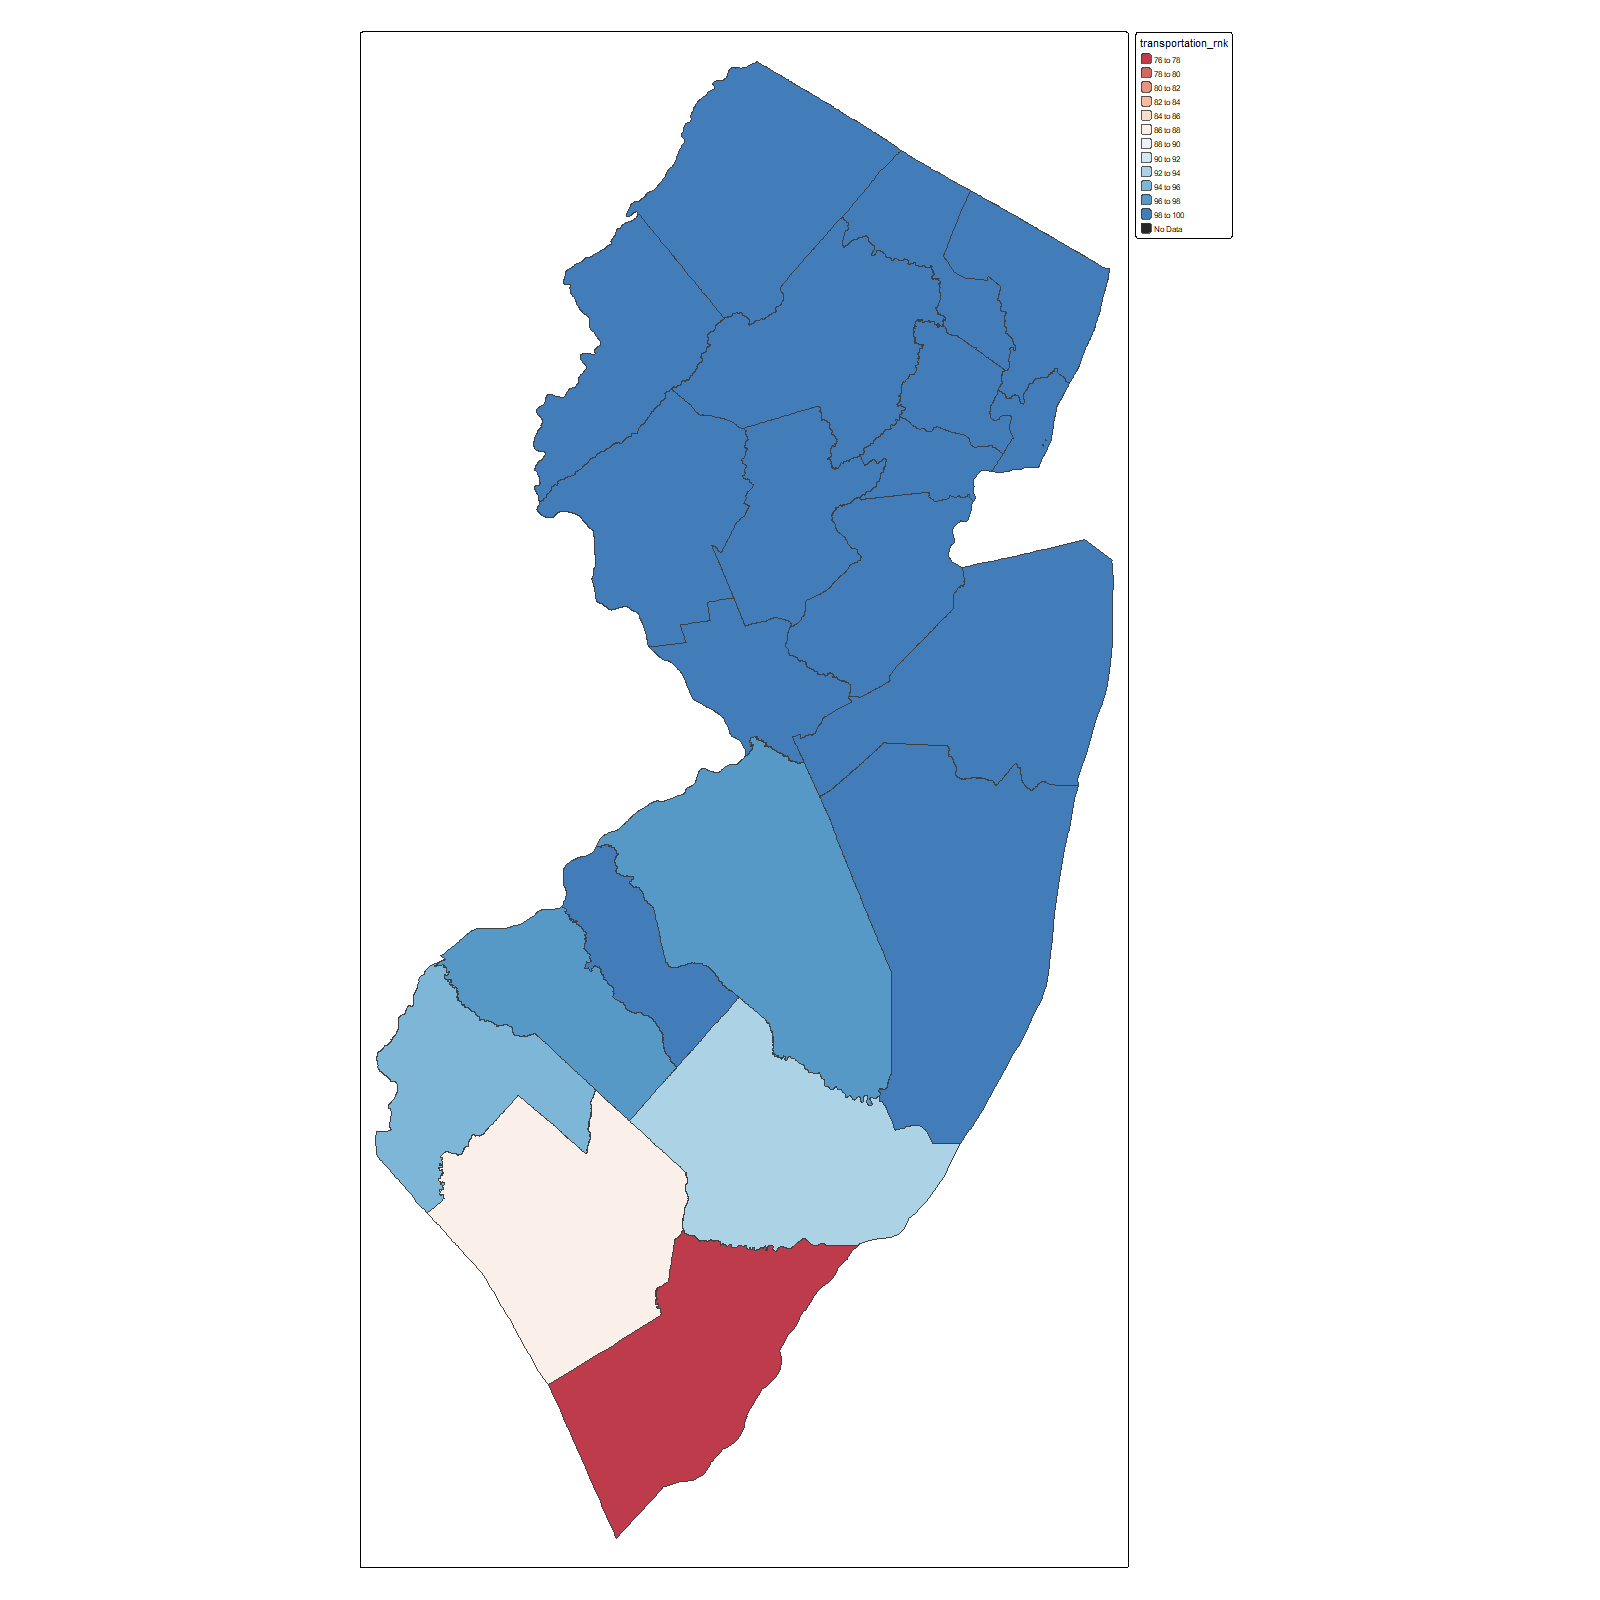 transportation_rnk
76 to 78
78 to 80
80 to 82
82 to 84
84 to 86
86 to 88
88 to 90
90 to 92
92 to 94
94 to 96
96 to 98
98 to 100
No Data